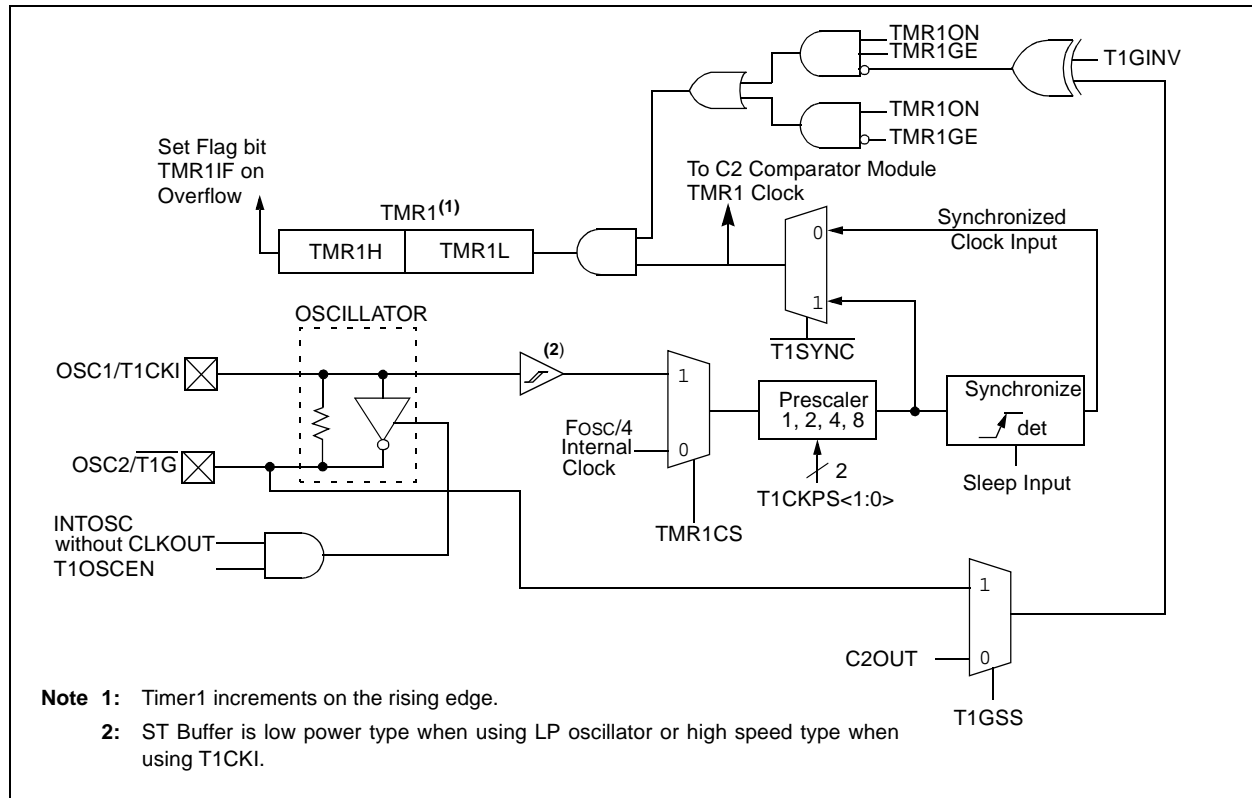 TMR1ON
TMR1GE
T1GINV
TMR1ON
TMR1GE
Set Flag bit
TMR1IF on
Overflow
To C2 Comparator Module
TMR1 Clock
TMR1(1)
TMR1H
TMR1L
0
1
Synchronized
Clock Input
T1SYNC
OSCILLATOR
(2)
OSC1/T1CKI
1
0
FOSC/4
Internal
Clock
Prescaler
1, 2, 4, 8
Synchronize
det
OSC2/T1G
2
T1CKPS<1:0>
Sleep Input
TMR1CS
INTOSC
without CLKOUT
T1OSCEN
1
0
C2OUT
T1GSS
Note 1: Timer1 increments on the rising edge.
2: ST Buffer is low power type when using LP oscillator or high speed type when
using T1CKI.